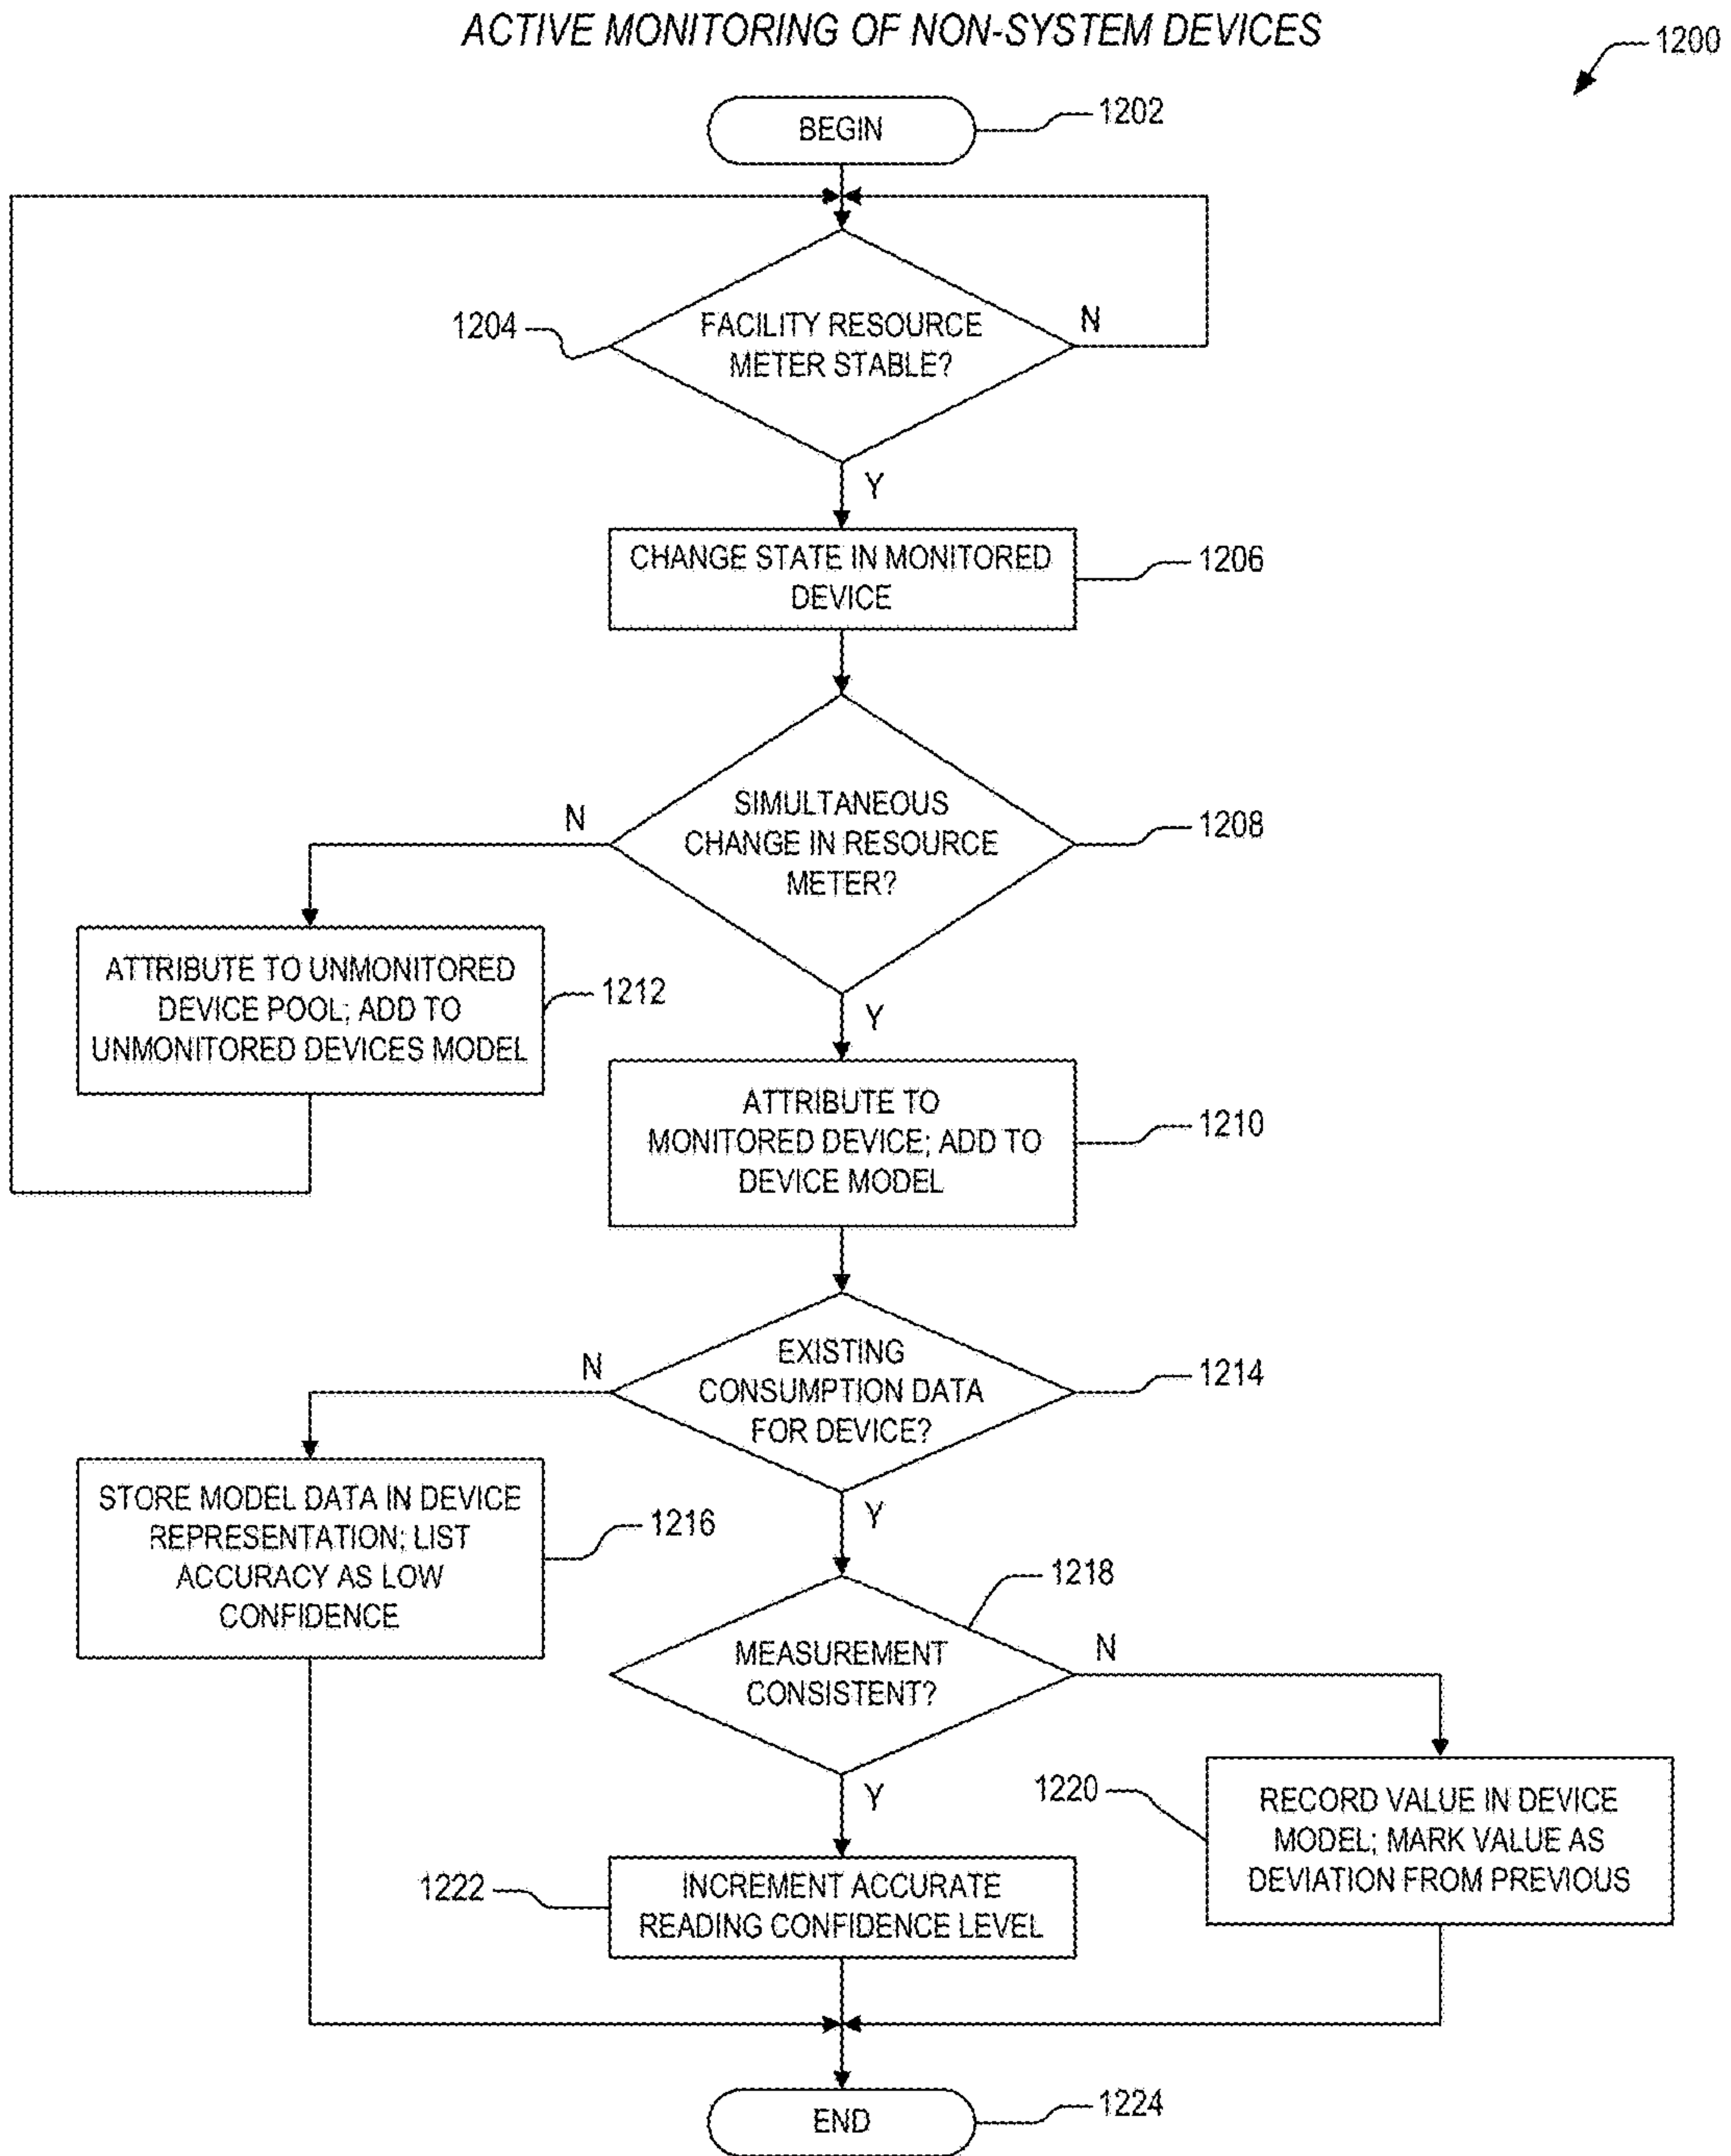 ACTIVE MONITORING OF NON-SYSTEM DEVICES
1200
BEGIN
1202
1204
FACILITY RESOURCE
METER STABLE?
N
Y
CHANGE STATE IN MONITORED
DEVICE
1206
N
SIMULTANEOUS
CHANGE IN RESOURCE
METER?
1208
Y
ATTRIBUTE TO UNMONITORED
DEVICE POOL; ADD TO
UNMONITORED DEVICES MODEL
1212
ATTRIBUTE TO
MONITORED DEVICE; ADD TO
DEVICE MODEL
1210
N
EXISTING
CONSUMPTION DATA
FOR DEVICE?
1214
Y
STORE MODEL DATA IN DEVICE
REPRESENTATION; LIST
ACCURACY AS LOW
CONFIDENCE
1216
1218
MEASUREMENT
CONSISTENT?
N
Y
1220
RECORD VALUE IN DEVICE
MODEL; MARK VALUE AS
DEVIATION FROM PREVIOUS
1222
INCREMENT ACCURATE
READING CONFIDENCE LEVEL
END
1224